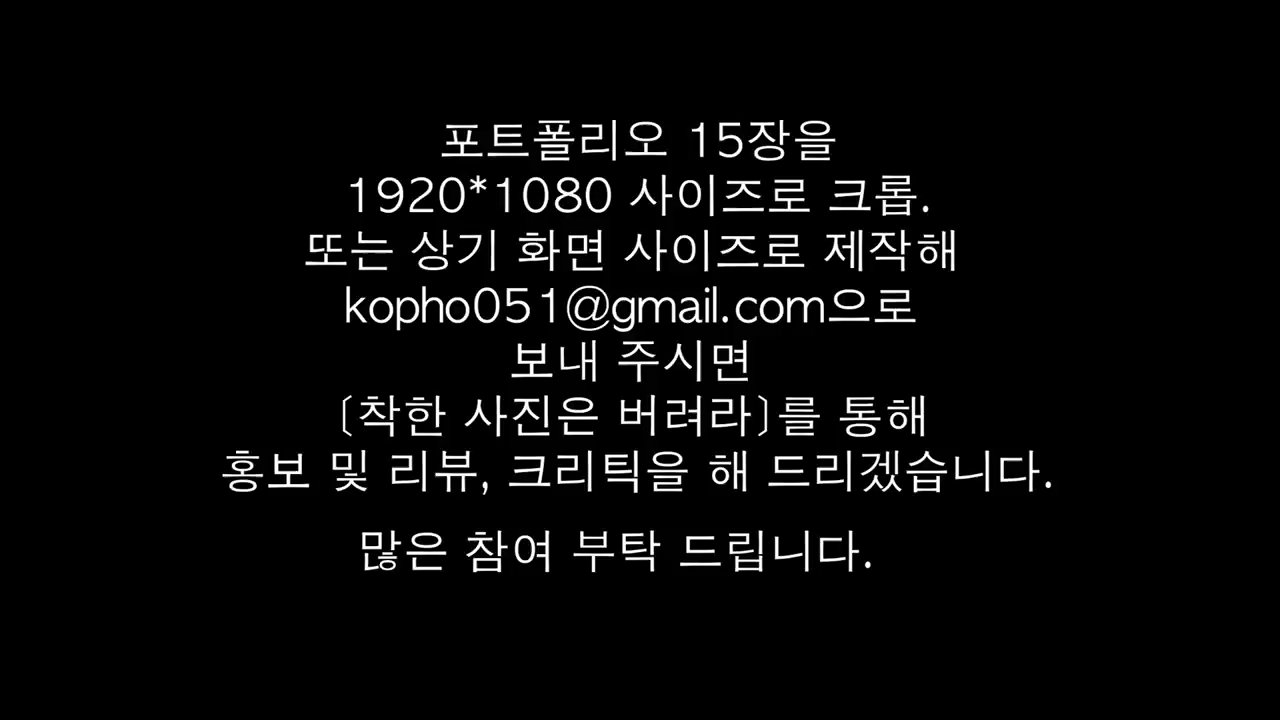 포트폴리오 15장을
1920*1080 사이즈로 크롭.
또는 상기 화면 사이즈로 제작해
kopho051@gmail.com으로
보내 주시면
〔착한 사진은 버려라〕를 통해
홍보 및 리뷰, 크리틱을 해 드리겠습니다.
많은 참여 부탁 드립니다.